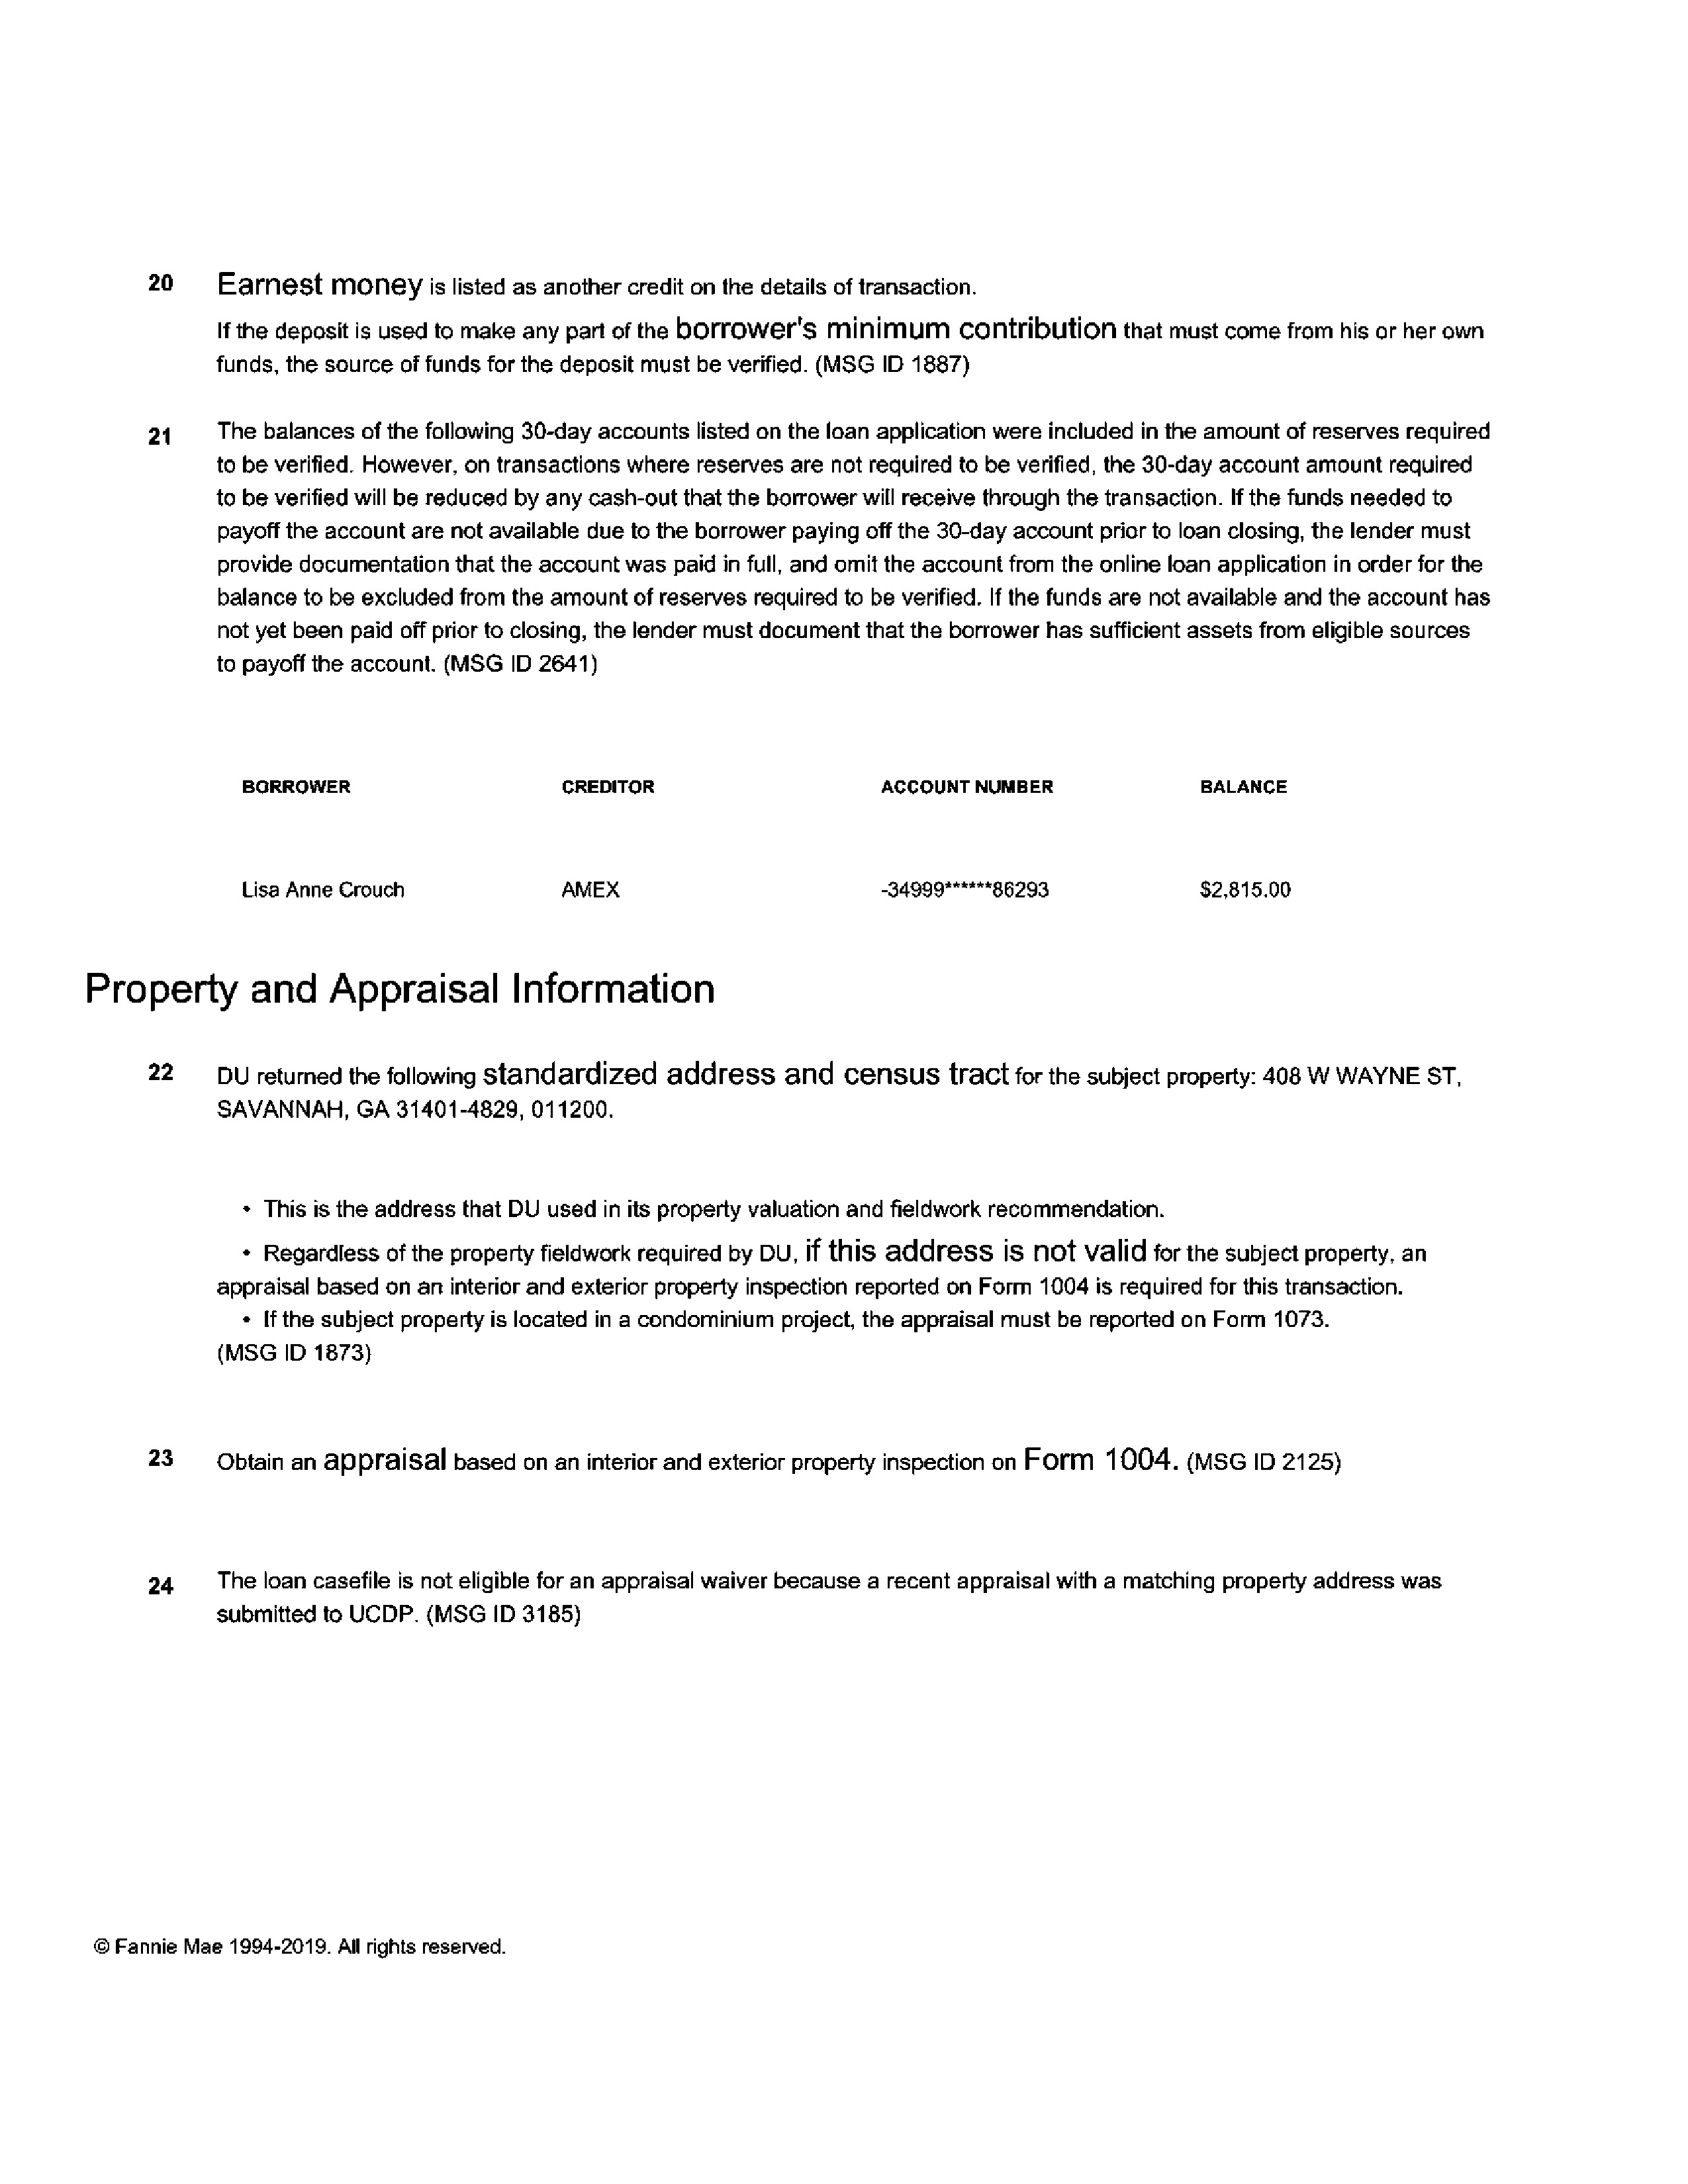 20 Earnest money is listed as another credit on the details of transaction.
If the deposit is used to make any part of the borrower's minimum contribution that must come from his or her own
funds, the source of funds for the deposit must be verified. (MSG ID 1887)
21 The balances of the following 30-day accounts listed on the loan application were included in the amount of reserves required
to be verified. However, on transactions where reserves are not required to be verified, the 30-day account amount required
to be verified will be reduced by any cash-out that the borrower will receive through the transaction. If the funds needed to
payoff the account are not available due to the borrower paying off the 30-day account prior to loan closing, the lender must
provide documentation that the account was paid in full, and omit the account from the online loan application in order for the
balance to be excluded from the amount of reserves required to be verified. If the funds are not available and the account has
not yet been paid off prior to closing, the lender must document that the borrower has sufficient assets from eligible sources
to payoff the account. (MSG ID 2641)
BORROWER CREDITOR ACCOUNT NUMBER BALANCE
Lisa Anne Crouch AMEX -34999******86293 $2,815.00
Property and Appraisal Information
22 DU returned the following standardized address and census tract for the subject property: 408 W WAYNE ST,
SAVANNAH, GA 31401-4829, 011200.
• This is the address that DU used in its property valuation and fieldwork recommendation.
• Regardless of the property fieldwork required by DU, if this address is not valid for the subject property, an
appraisal based on an interior and exterior property inspection reported on Form 1004 is required for this transaction.
• If the subject property is located in a condominium project, the appraisal must be reported on Form 1073.
(MSG ID 1873)
23 Obtain an appraisal based on an interior and exterior property inspection on Form 1004. (MSG ID 2125)
24 The loan casefile is not eligible for an appraisal waiver because a recent appraisal with a matching property address was
submitted to UCDP. (MSG ID 3185)
© Fannie Mae 1994-2019. All rights reserved.